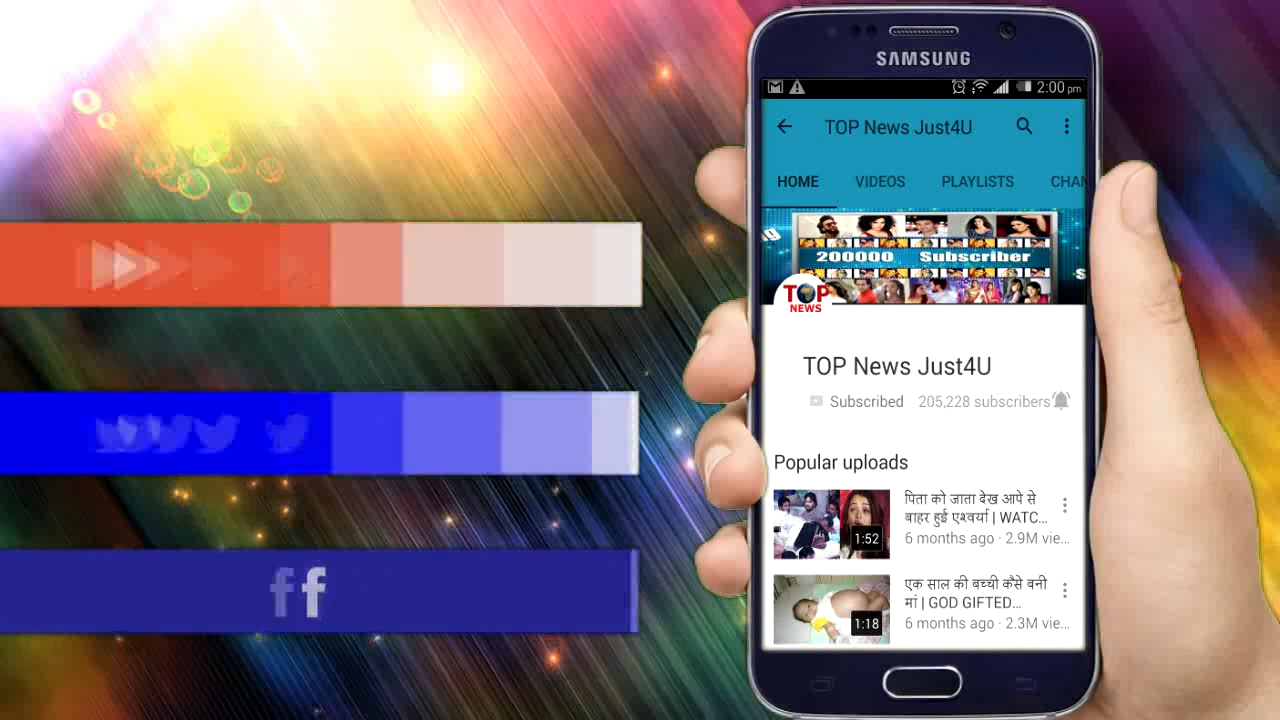 SAMSUNG
2:00 pm
TOP News Just4U
HOME VIDEOS PLAYLISTS CHAN
200000 Subscriber
TOP
NEWS
TOP News Just4U
Subscribed 205,228 subscribers
Popular uploads
पिता को जाता देख आपे से
बाहर हुई एश्वर्या | WATC...
1:52
6 months ago · 2.9M vie...
एक साल की बच्ची कैसे बनी
मां | GOD GIFTED...
1:18
6 months ago · 2.3M vie...